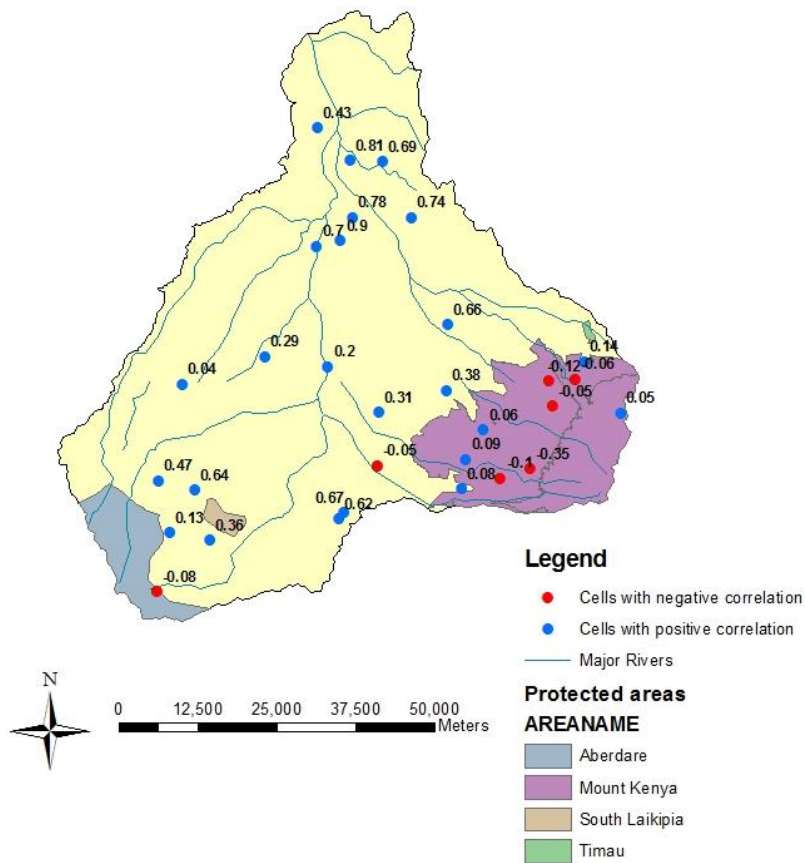 0.43
0.81
0.69
0.78
0.74
0.7
0.9
0.66
0.14
0.29
0.2
-0.12
-0.06
0.04
0.38
-0.05
0.05
0.31
0.06
0.47
0.64
-0.05
0.09
-0.1
-0.35
0.08
0.67
0.62
0.13
0.36
-0.08
Legend
Cells with negative correlation
Cells with positive correlation
Major Rivers
Protected areas
AREANAME
Aberdare
Mount Kenya
South Laikipia
Timau
N
0 12,500 25,000 37,500 50,000
Meters